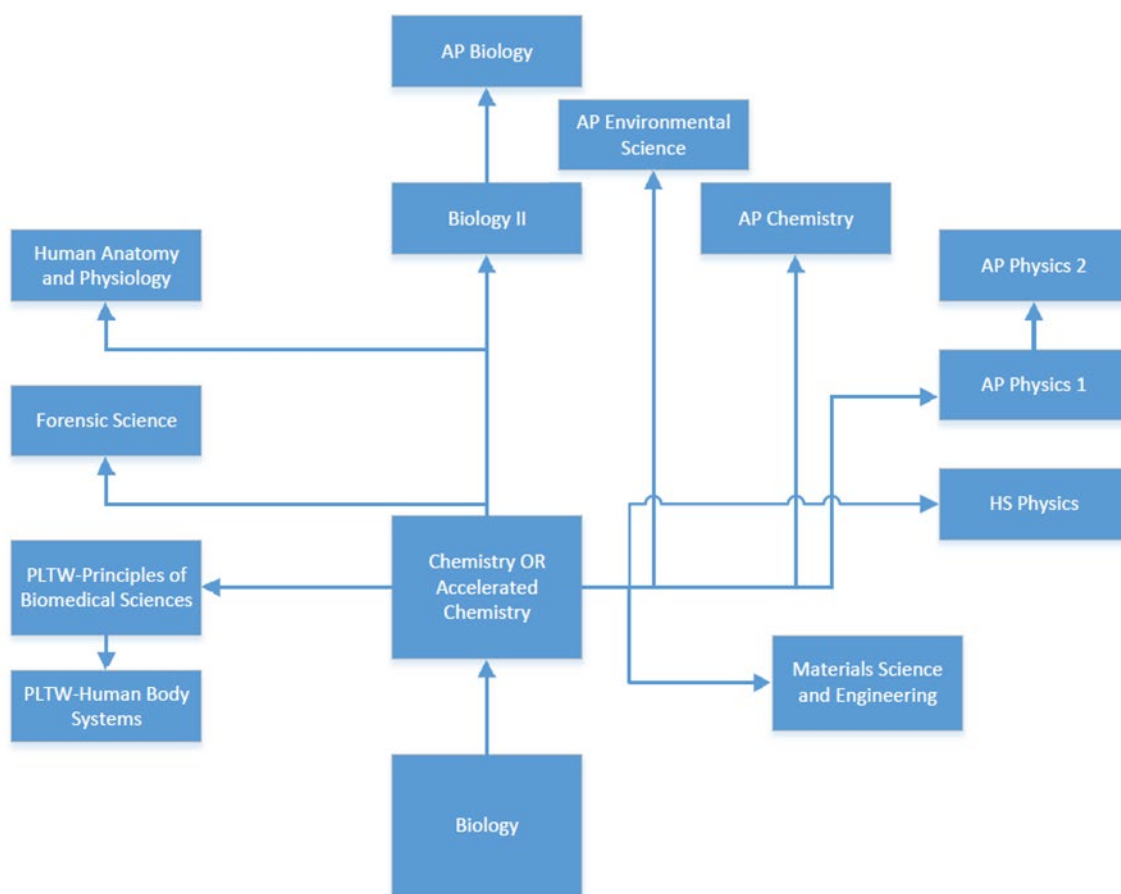 AP Biology
AP Environmental
Science
Biology II
AP Chemistry
Human Anatomy
and Physiology
AP Physics 2
AP Physics 1
Forensic Science
HS Physics
Chemistry OR
Accelerated
Chemistry
PLTW-Principles of
Biomedical Sciences
Materials Science
and Engineering
PLTW-Human Body
Systems
Biology